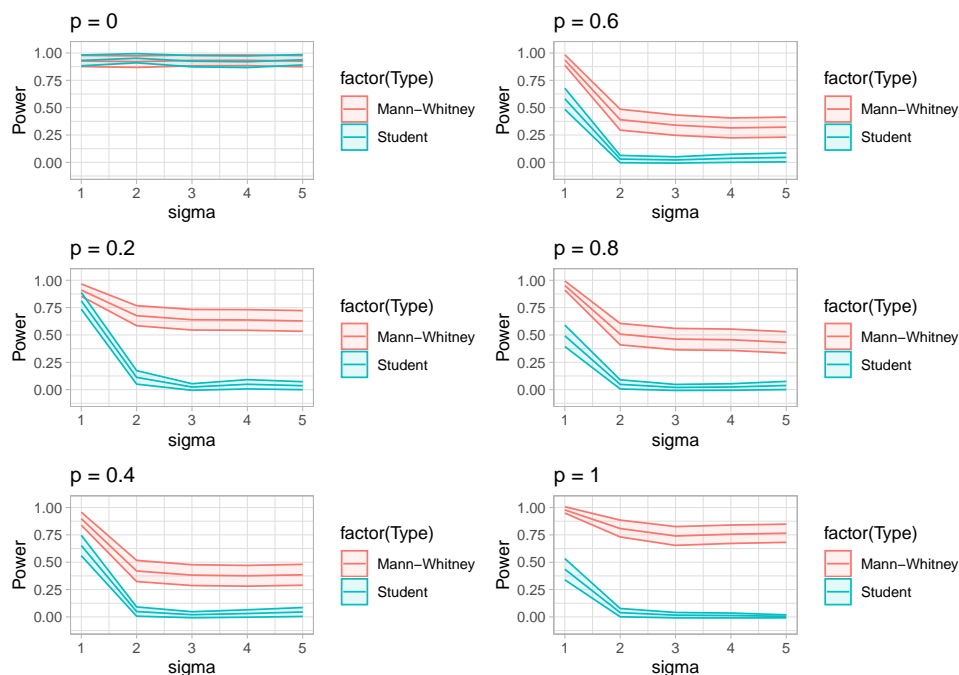 p = 0
1.00
0.75
0.50
0.25
0.00
Power
1 2 3 4 5
sigma
factor(Type)
Mann−Whitney
Student
p = 0.6
1.00
0.75
0.50
0.25
0.00
Power
1 2 3 4 5
sigma
factor(Type)
Mann−Whitney
Student
p = 0.2
1.00
0.75
0.50
0.25
0.00
Power
1 2 3 4 5
sigma
factor(Type)
Mann−Whitney
Student
p = 0.8
1.00
0.75
0.50
0.25
0.00
Power
1 2 3 4 5
sigma
factor(Type)
Mann−Whitney
Student
p = 0.4
1.00
0.75
0.50
0.25
0.00
Power
1 2 3 4 5
sigma
factor(Type)
Mann−Whitney
Student
p = 1
1.00
0.75
0.50
0.25
0.00
Power
1 2 3 4 5
sigma
factor(Type)
Mann−Whitney
Student